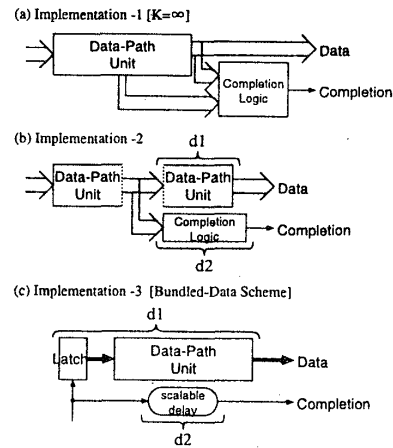 (a) Implementation -1 [K=∞]
Data-Path
Unit
Data
Completion
Logic
Completion
(b) Implementation -2
d1
Data-Path
Unit
Data-Path
Unit
Data
Completion
Logic
Completion
d2
(c) Implementation -3 [Bundled-Data Scheme]
d1
Latch
Data-Path
Unit
Data
scalable
delay
Completion
d2